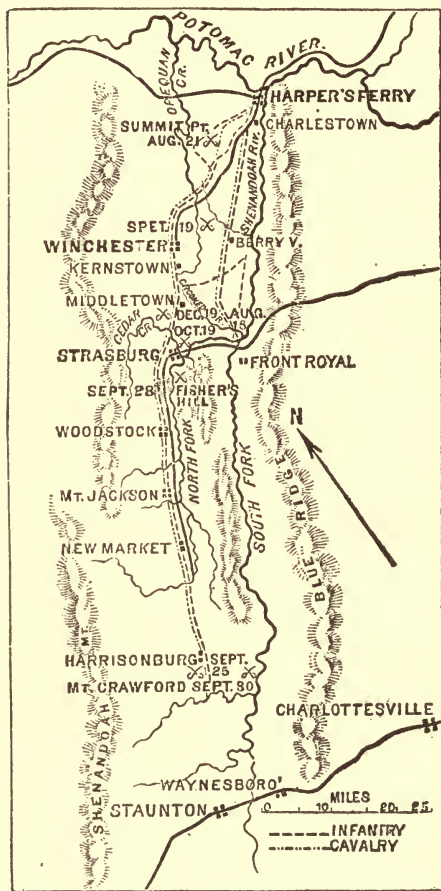 POTOMAC
RIVER.
OPEQUAN
CR.
HARPER'S FERRY
CHARLESTOWN
SUMMIT PT.
AUG. 21
SHENANDOAH RIV.
SPET. 19
WINCHESTER
BERRY V.
KERNSTOWN
MIDDLETOWN
CEDAR
CR.
DEC. 19
OCT. 19
AUG.
15
STRASBURG
FRONT ROYAL
SEPT. 28
FISHER'S
HILL
N
WOODSTOCK
NORTH FORK
SOUTH FORK
MT. JACKSON
BLUE RIDGE
NEW MARKET
HARRISONBURG SEPT.
25
MT. CRAWFORD SEPT. 30
SHENANDOAH MT.
CHARLOTTESVILLE
WAYNESBORO'
STAUNTON
MILES
0 10 20 25
INFANTRY
CAVALRY